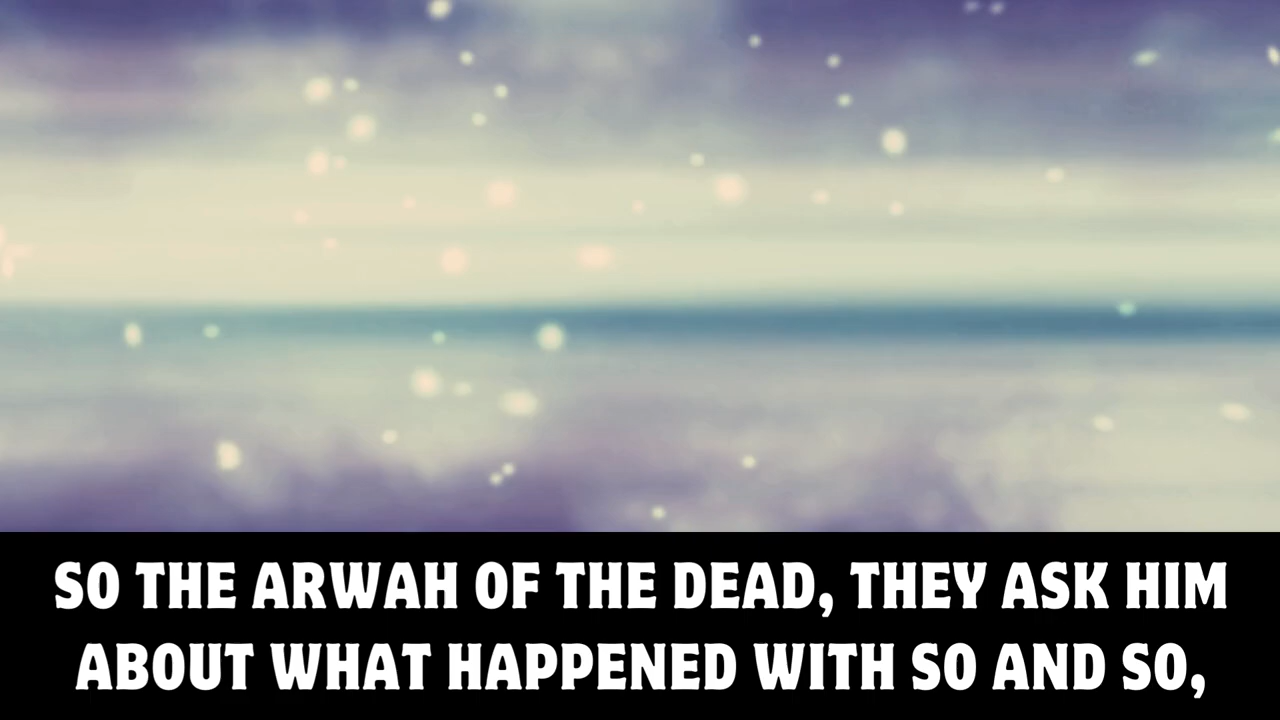 SO THE ARWAH OF THE DEAD, THEY ASK HIM
ABOUT WHAT HAPPENED WITH SO AND SO,